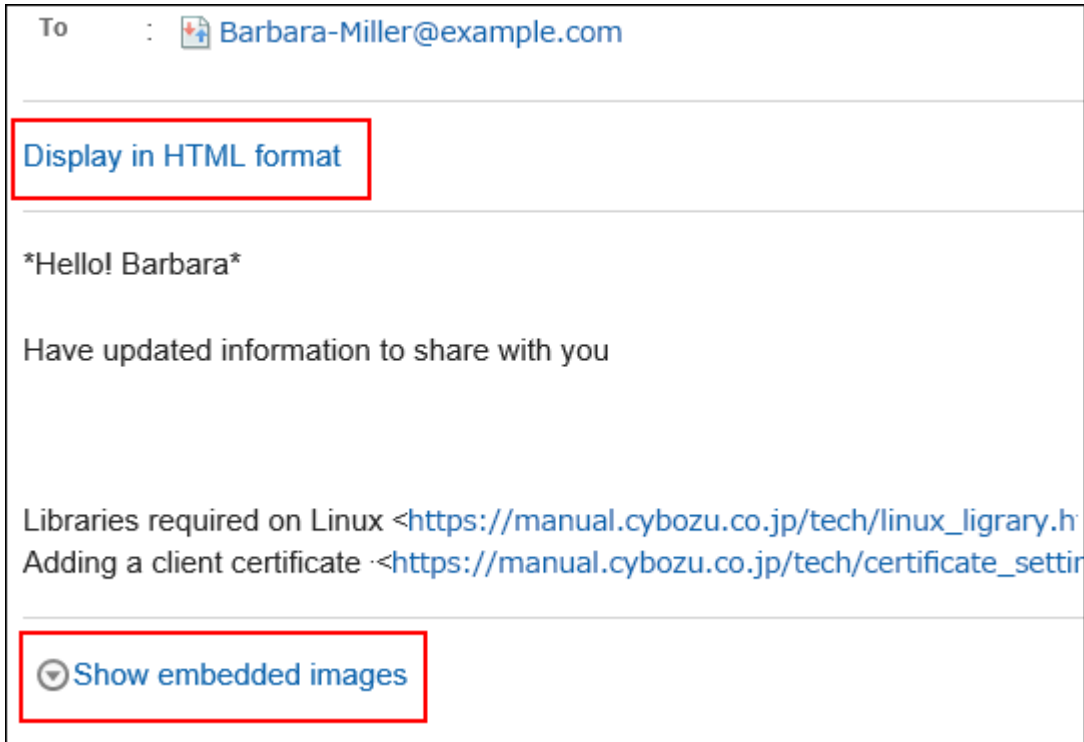 To : Barbara-Miller@example.com
Display in HTML format
*Hello! Barbara*
Have updated information to share with you
Libraries required on Linux <https://manual.cybozu.co.jp/tech/linux_ligrary.h
Adding a client certificate <https://manual.cybozu.co.jp/tech/certificate_settin
Show embedded images